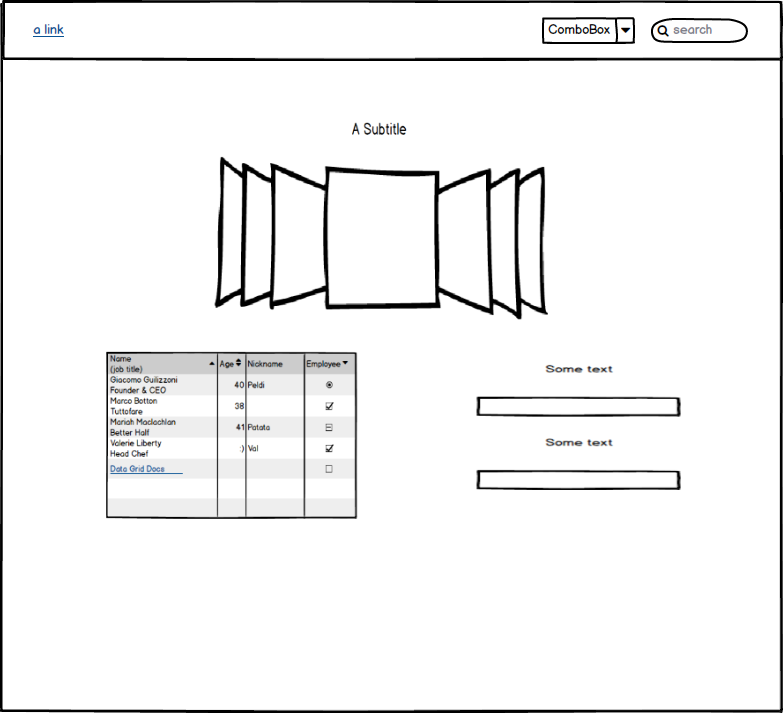 a link
ComboBox
search
A Subtitle
Name
(job title)
Age
Nickname
Employee
Giacomo Guilizzoni
Founder & CEO
40
Peldi
Marco Botton
Tuttofare
38
Mariah Maclachlan
Better Half
41
Patata
Valerie Liberty
Head Chef
:)
Val
Data Grid Docs
Some text
Some text